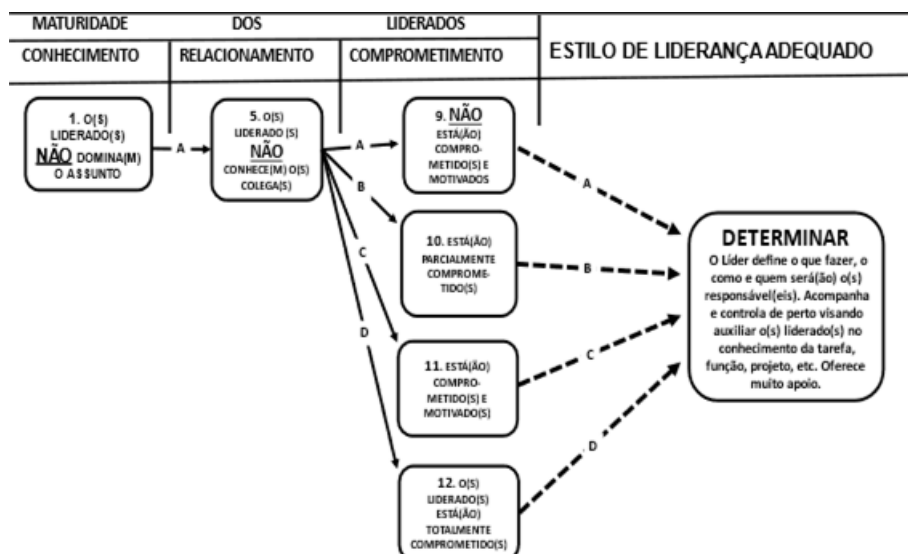 MATURIDADE DOS LIDERADOS
CONHECIMENTO RELACIONAMENTO COMPROMETIMENTO
ESTILO DE LIDERANÇA ADEQUADO
1. O($)
LIDERADO($)
NÃO DOMINA(M)
O ASSUNTO
A
5. O(S)
LIDERADO (S)
NÃO
CONHECE(M) O(S)
COLEGA(S)
A
B
C
D
9. NÃO
ESTÁ(ÃO)
COMPRO-
METIDO(S) E
MOTIVADOS
10. ESTÁ(ÃO)
PARCIALMENTE
COMPROME-
TIDO(S)
11. ESTÁ(ÃO)
COMPRO-
METIDO(S) E
MOTIVADO(S)
12. O(S)
LIDERADO(S)
ESTÁ(ÃO)
TOTALMENTE
COMPROMETIDO(S)
A
B
C
D
DETERMINAR
O Líder define o que fazer, o
como e quem será(ão) o(s)
responsável(eis). Acompanha
e controla de perto visando
auxiliar o(s) liderado(s) no
conhecimento da tarefa,
função, projeto, etc. Oferece
muito apoio.